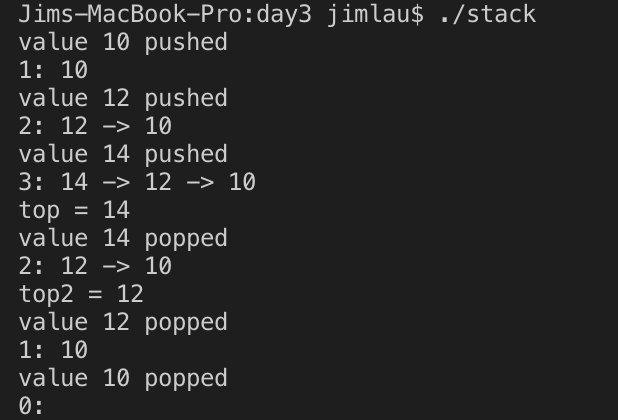 Jims-MacBook-Pro:day3 jimlau$ ./stack
value 10 pushed
1: 10
value 12 pushed
2: 12 -> 10
value 14 pushed
3: 14 -> 12 -> 10
top = 14
value 14 popped
2: 12 -> 10
top2 = 12
value 12 popped
1: 10
value 10 popped
0: